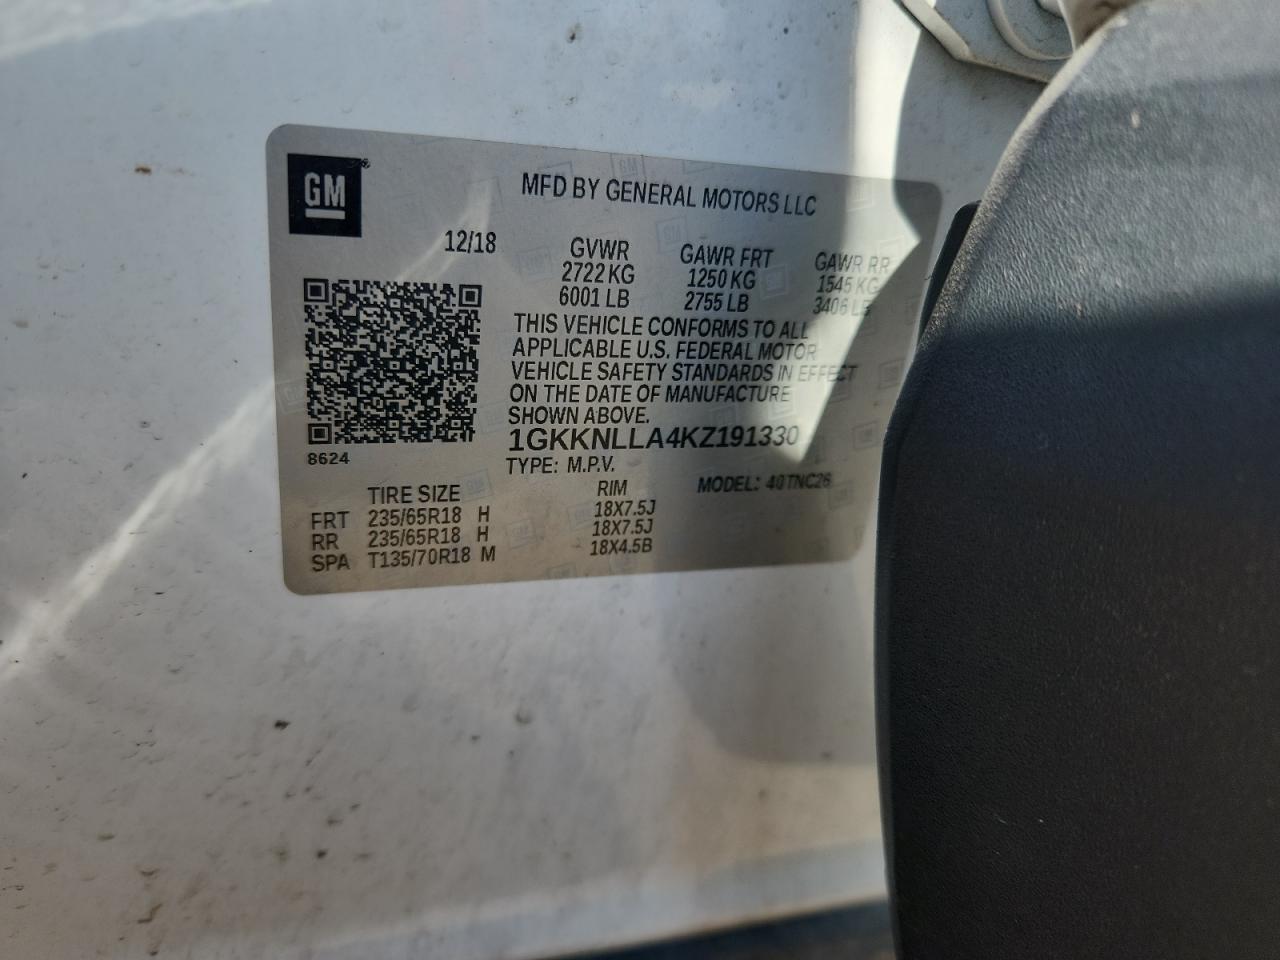 GM
MFD BY GENERAL MOTORS LLC
12/18
GVWR GAWR FRT GAWR RR
2722 KG 1250 KG 1545 KG
6001 LB 2755 LB 3406 LB
THIS VEHICLE CONFORMS TO ALL
APPLICABLE U.S. FEDERAL MOTOR
VEHICLE SAFETY STANDARDS IN EFFECT
ON THE DATE OF MANUFACTURE
SHOWN ABOVE.
1GKKNLLA4KZ191330
8624
TYPE: M.P.V. MODEL: 4 TNC26
TIRE SIZE RIM
FRT 235/65R18 H 18X7.5J
RR 235/65R18 H 18X7.5J
SPA T135/70R18 M 18X4.5B